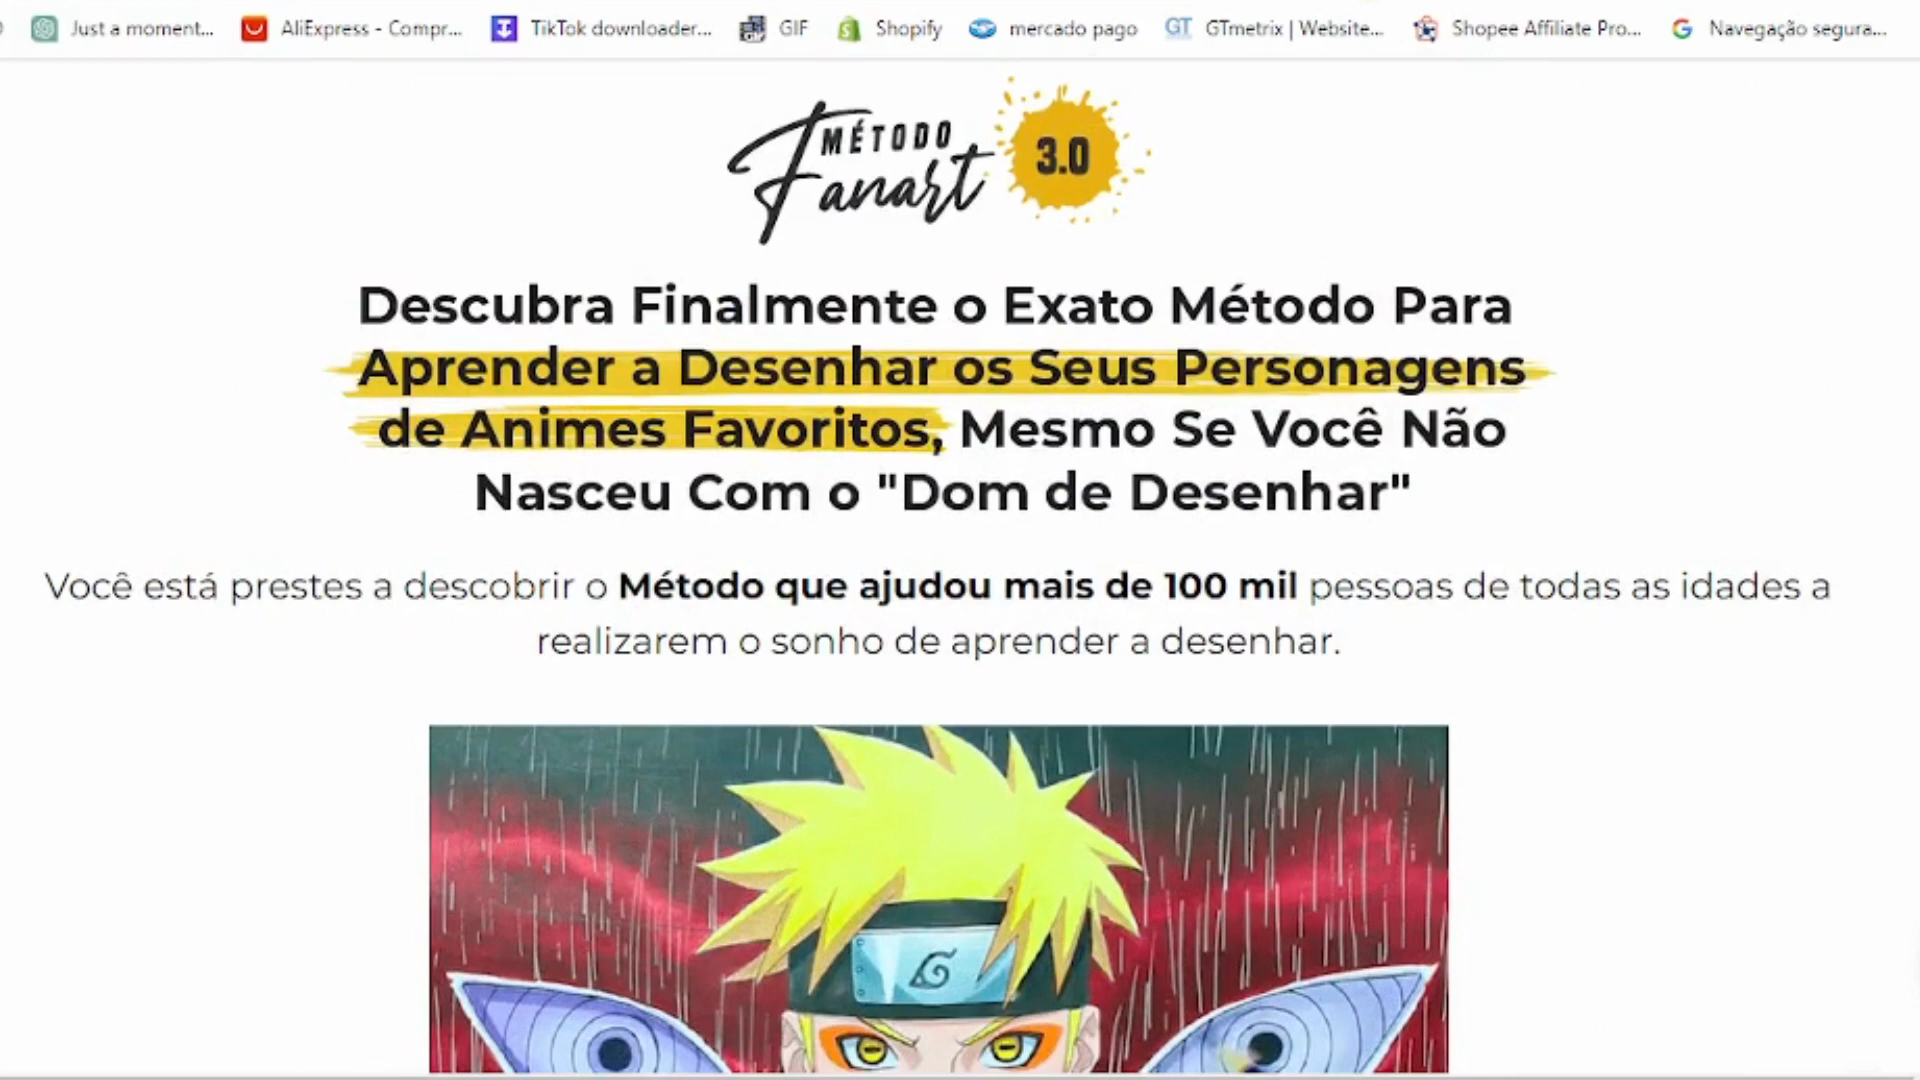 Just a moment...
AliExpress - Compr...
TikTok downloader...
GIF
Shopify
mercado pago
GT
GTmetrix | Website...
Shopee Affiliate Pro...
Navegação segura...
MÉTODO
Fanart
3.0
Descubra Finalmente o Exato Método Para
Aprender a Desenhar os Seus Personagens
de Animes Favoritos, Mesmo Se Você Não
Nasceu Com o "Dom de Desenhar"
Você está prestes a descobrir o Método que ajudou mais de 100 mil pessoas de todas as idades a
realizarem o sonho de aprender a desenhar.